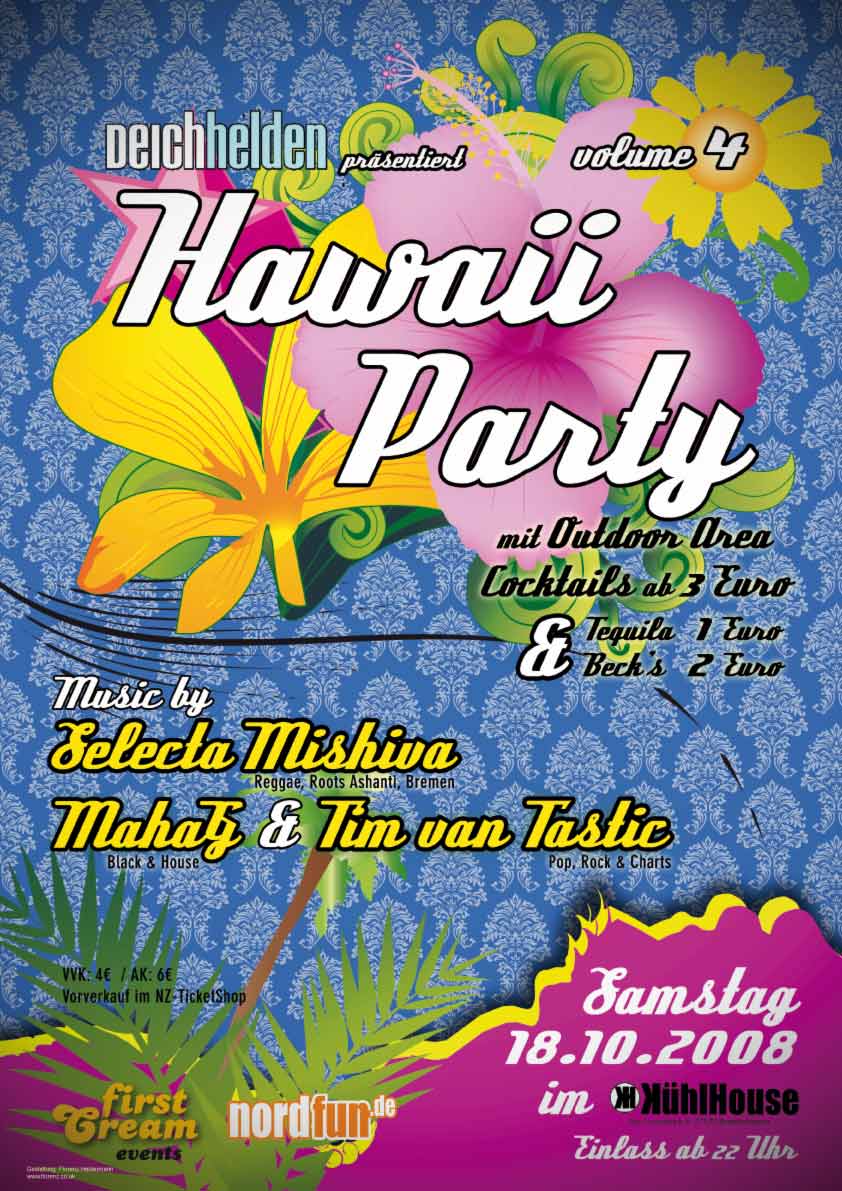 Deichhelden präsentiert volume 4
Hawaii
Party
mit Outdoor Area
Cocktails ab 3 Euro
& Tequila 1 Euro
Beck's 2 Euro
Music by
Selecta Mishiva
Reggae, Roots Ashanti, Bremen
Mahatj & Tim van Tastic
Black & House Pop, Rock & Charts
VVK: 4€ / AK: 6€
Vorverkauf im NZ-TicketShop
Samstag
18.10.2008
im KühlHouse
Einlass ab 22 Uhr
first
Cream
events
nordfun.de
Gestaltung: